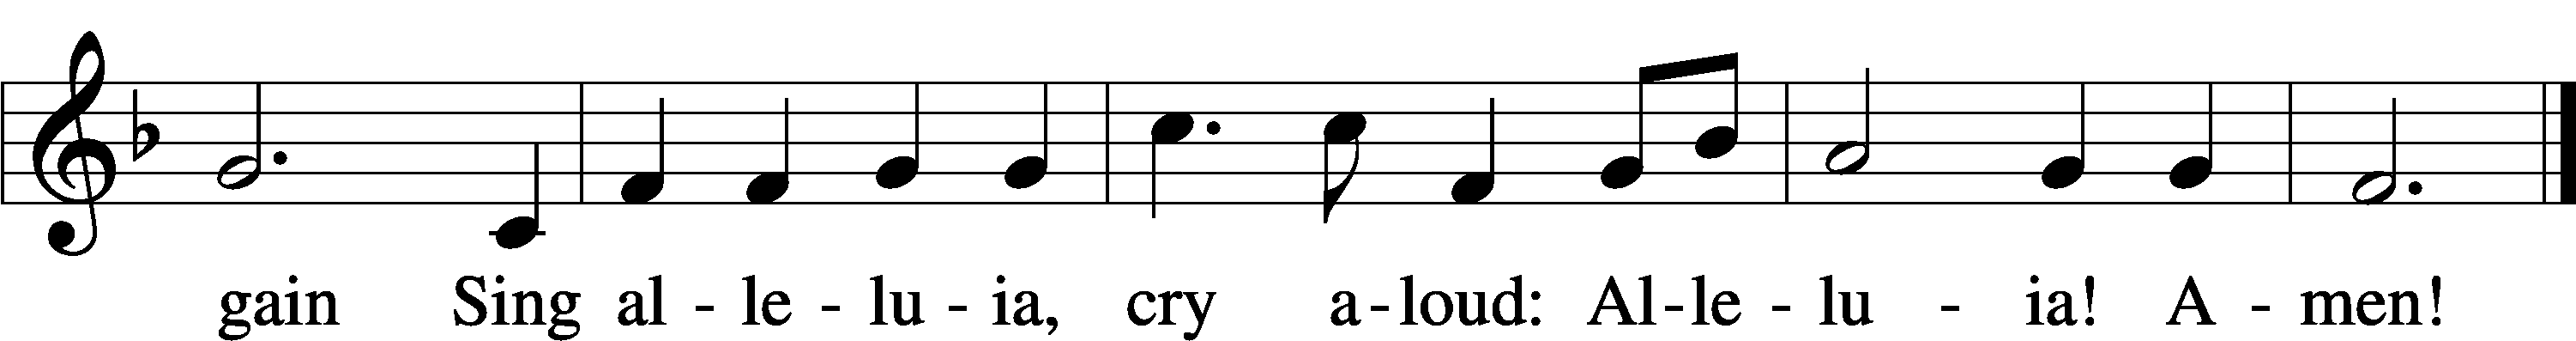 gain Sing al - le - lu - ia, cry a - loud: Al - le - lu - ia! A - men!